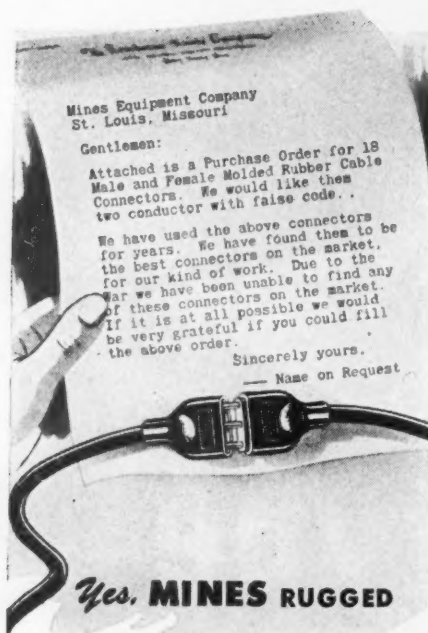 Mines Equipment Company
St. Louis, Missouri
Gentlemen:
Attached is a Purchase Order for 18
Male and Female Molded Rubber Cable
Connectors. We would like them
two conductor with false code..
We have used the above connectors
for years. We have found them to be
the best connectors on the market,
for our kind of work. Due to the
War we have been unable to find any
of these connectors on the market.
If it is at all possible we would
be very grateful if you could fill
the above order.
Sincerely yours,
— Name on Request
Yes, MINES RUGGED